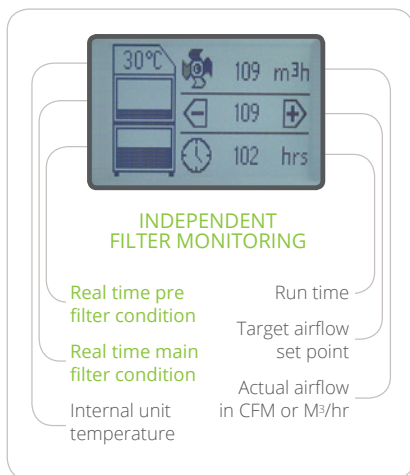 30°C
109 m3h
109
102 hrs
INDEPENDENT
FILTER MONITORING
Real time pre
filter condition
Real time main
filter condition
Internal unit
temperature
Run time
Target airflow
set point
Actual airflow
in CFM or M³/hr